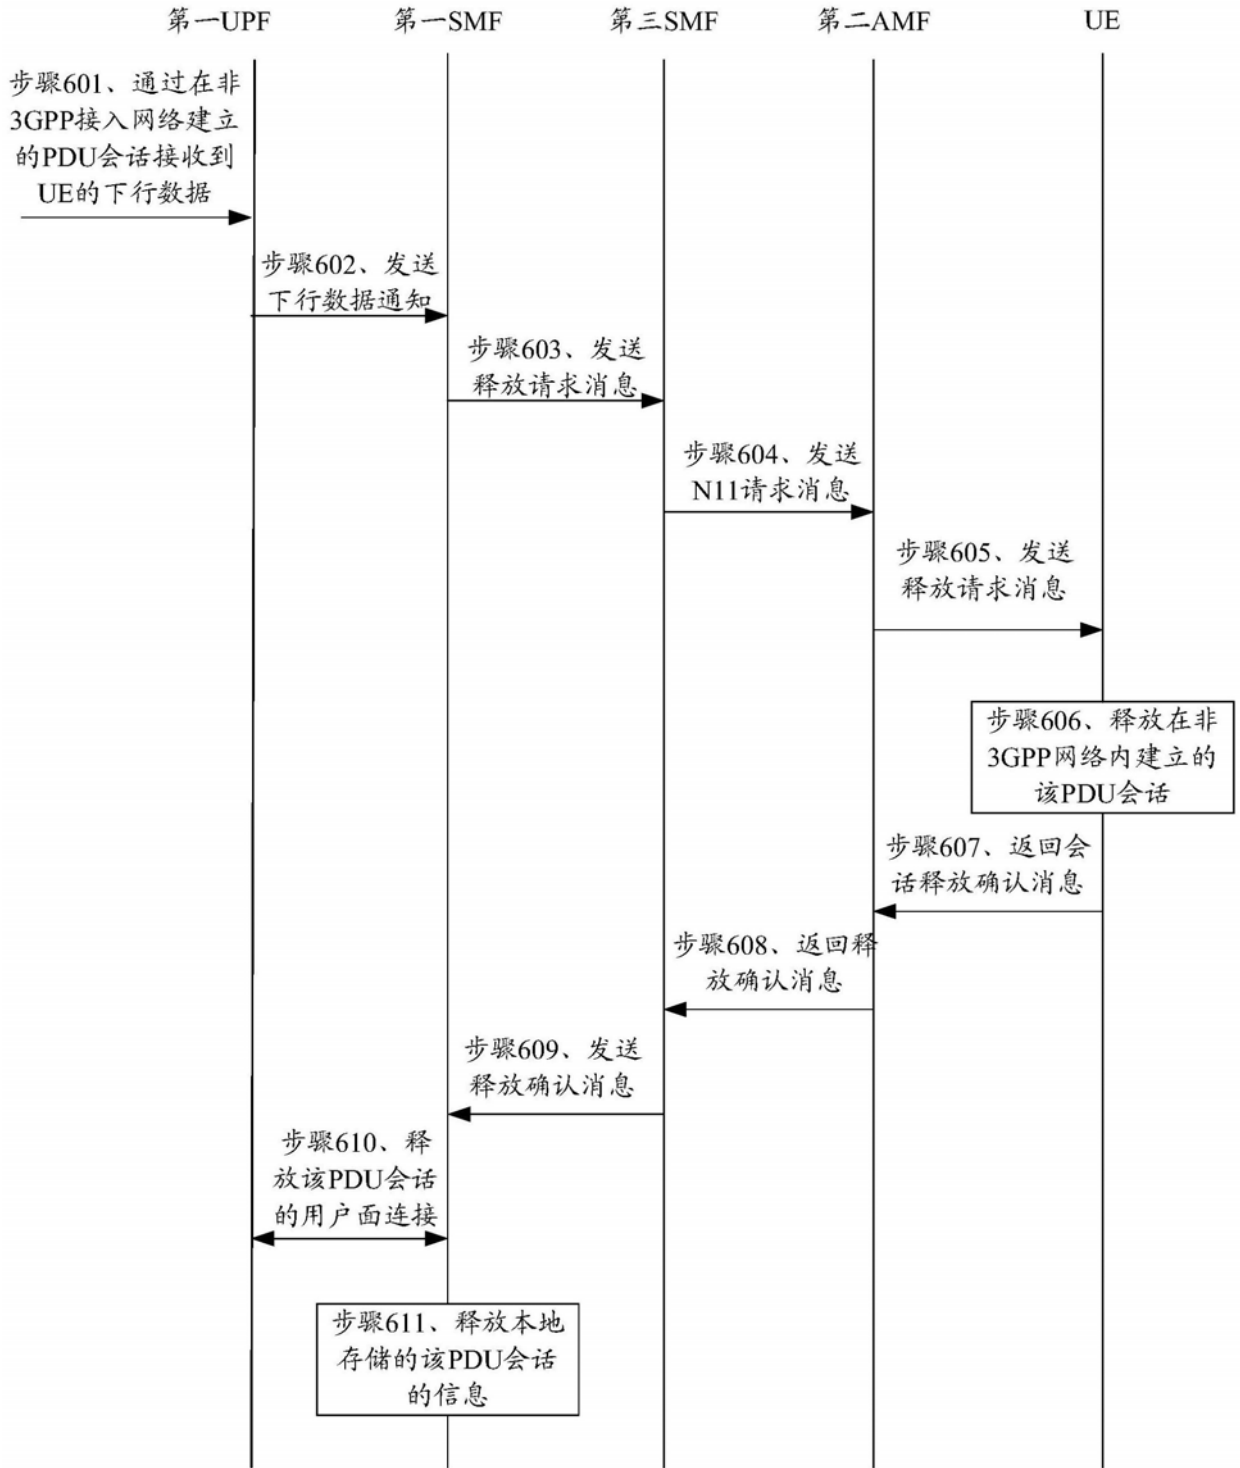 第一UPF
第一SMF
第三SMF
第二AMF
UE
步骤601、通过在非
3GPP接入网络建立
的PDU会话接收到
UE的下行数据
步骤602、发送
下行数据通知
步骤603、发送
释放请求消息
步骤604、发送
N11请求消息
步骤605、发送
释放请求消息
步骤606、释放在非
3GPP网络内建立的
该PDU会话
步骤607、返回会
话释放确认消息
步骤608、返回释
放确认消息
步骤609、发送
释放确认消息
步骤610、释
放该PDU会话
的用户面连接
步骤611、释放本地
存储的该PDU会话
的信息